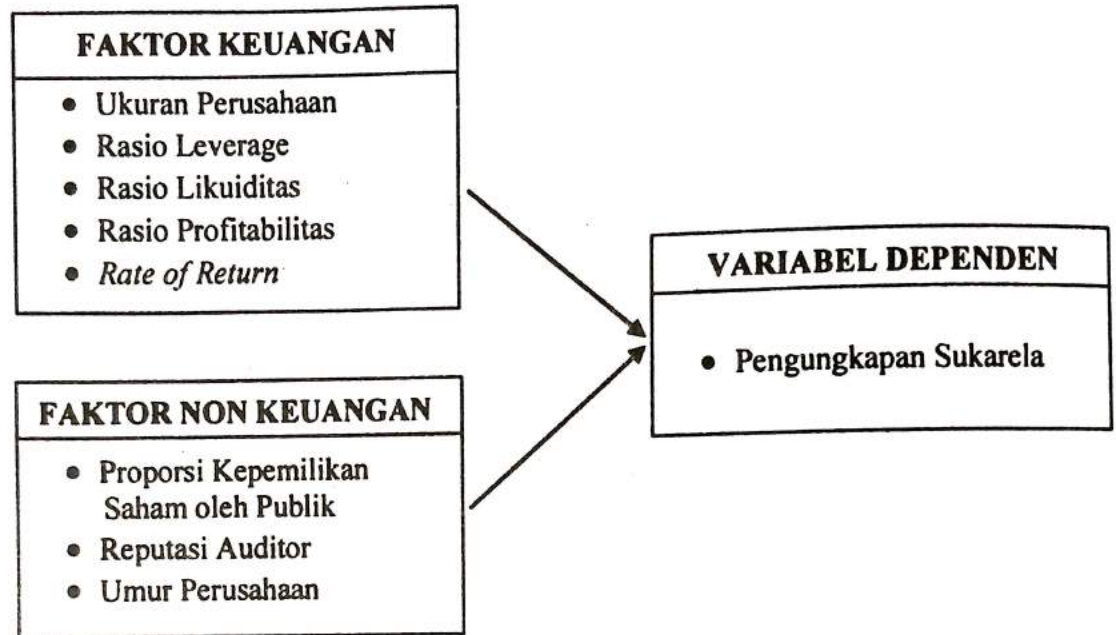 FAKTOR KEUANGAN
• Ukuran Perusahaan
• Rasio Leverage
• Rasio Likuiditas
• Rasio Profitabilitas
• Rate of Return
FAKTOR NON KEUANGAN
• Proporsi Kepemilikan
Saham oleh Publik
• Reputasi Auditor
• Umur Perusahaan
VARIABEL DEPENDEN
• Pengungkapan Sukarela